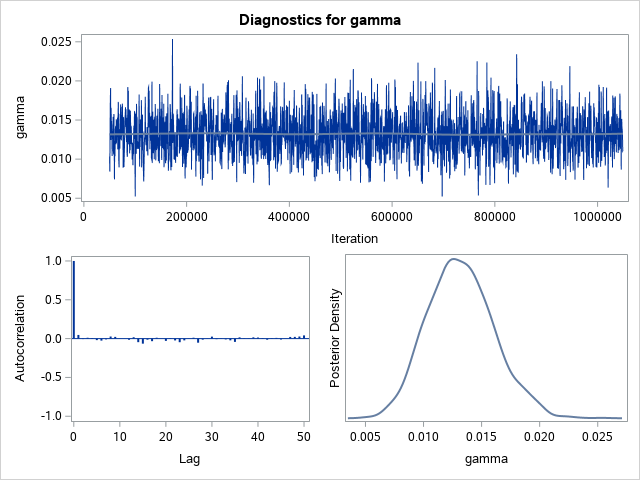 Diagnostics for gamma
gamma
0.025
0.020
0.015
0.010
0.005
0 200000 400000 600000 800000 1000000
Iteration
Autocorrelation
1.0
0.5
0.0
-0.5
-1.0
0 10 20 30 40 50
Lag
Posterior Density
0.005 0.010 0.015 0.020 0.025
gamma